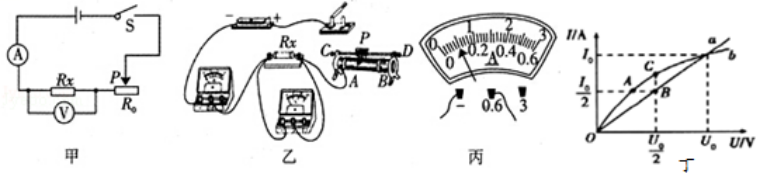 S
A
Rx
P
R₀
V
甲
− +
Rx
C P D
A B
乙
0 1 2 3
0 0.2 0.4 0.6
A
− 0.6 3
丙
I/A
a
b
I₀
C
A
B
I₀/2
O
U₀/2
U₀
U/V
丁